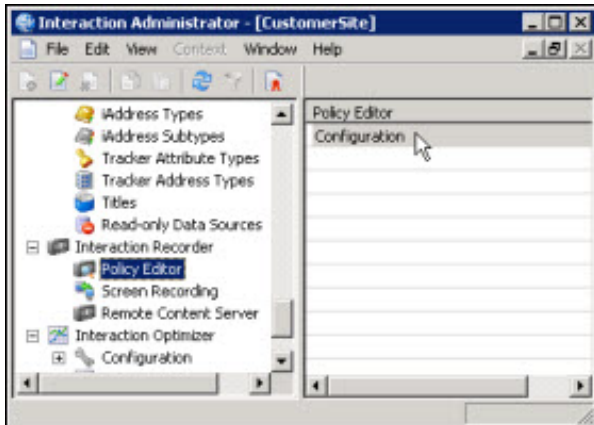 Interaction Administrator - [CustomerSite]
File Edit View Context Window Help
iAddress Types
iAddress Subtypes
Tracker Attribute Types
Tracker Address Types
Titles
Read-only Data Sources
Interaction Recorder
Policy Editor
Screen Recording
Remote Content Server
Interaction Optimizer
Configuration
Policy Editor
Configuration